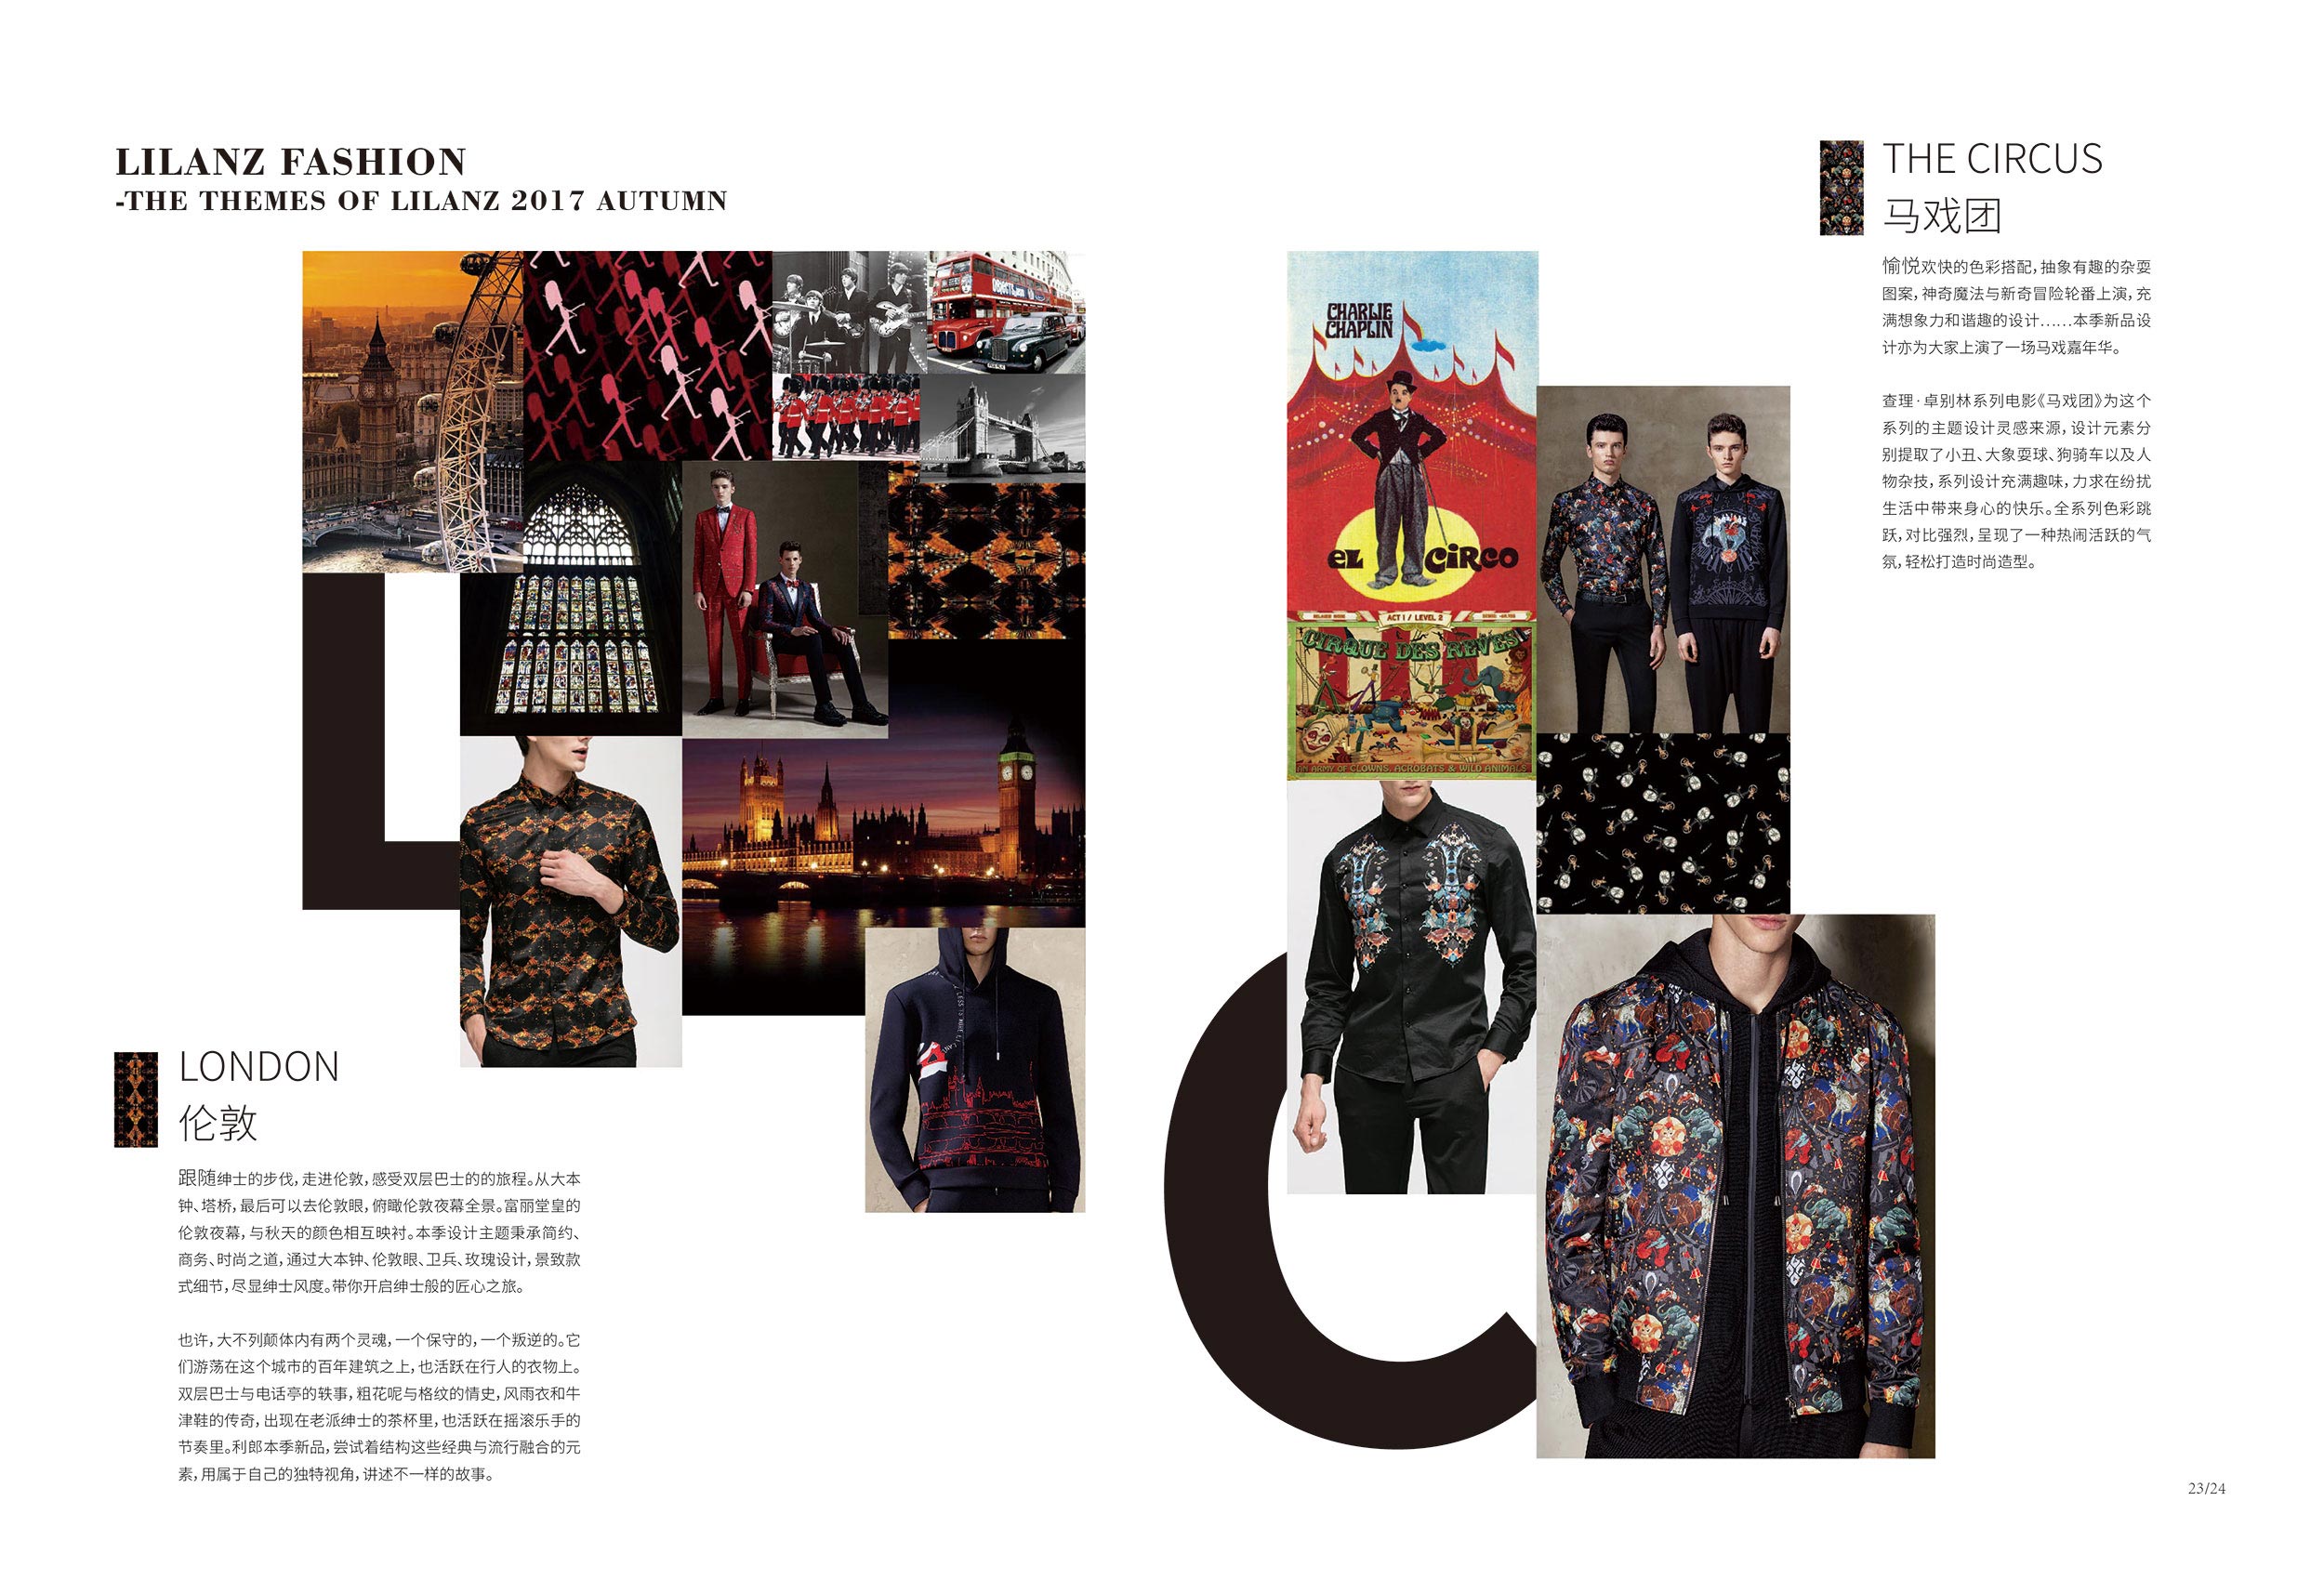 LILANZ FASHION
-THE THEMES OF LILANZ 2017 AUTUMN
LONDON
伦敦
跟随绅士的步伐，走进伦敦，感受双层巴士的的旅程。从大本
钟、塔桥，最后可以去伦敦眼，俯瞰伦敦夜幕全景。富丽堂皇的
伦敦夜幕，与秋天的颜色相互映衬。本季设计主题秉承简约、
商务、时尚之道，通过大本钟、伦敦眼、卫兵、玫瑰设计，景致款
式细节，尽显绅士风度。带你开启绅士般的匠心之旅。
也许，大不列颠体内有两个灵魂，一个保守的，一个叛逆的。它
们游荡在这个城市的百年建筑之上，也活跃在行人的衣物上。
双层巴士与电话亭的轶事，粗花呢与格纹的情史，风雨衣和牛
津鞋的传奇，出现在老派绅士的茶杯里，也活跃在摇滚乐手的
节奏里。利郎本季新品，尝试着结构这些经典与流行融合的元
素，用属于自己的独特视角，讲述不一样的故事。
CHARLIE
CHAPLIN
EL CIRCO
ACT 1 / LEVEL 2
CIRQUE DES REVES!
AN ARMY OF CLOWNS, ACROBATS & WILD ANIMALS
THE CIRCUS
马戏团
愉悦欢快的色彩搭配，抽象有趣的杂耍
图案，神奇魔法与新奇冒险轮番上演，充
满想象力和谐趣的设计……本季新品设
计亦为大家上演了一场马戏嘉年华。
查理·卓别林系列电影《马戏团》为这个
系列的主题设计灵感来源，设计元素分
别提取了小丑、大象耍球、狗骑车以及人
物杂技，系列设计充满趣味，力求在纷扰
生活中带来身心的快乐。全系列色彩跳
跃，对比强烈，呈现了一种热闹活跃的气
氛，轻松打造时尚造型。
23/24